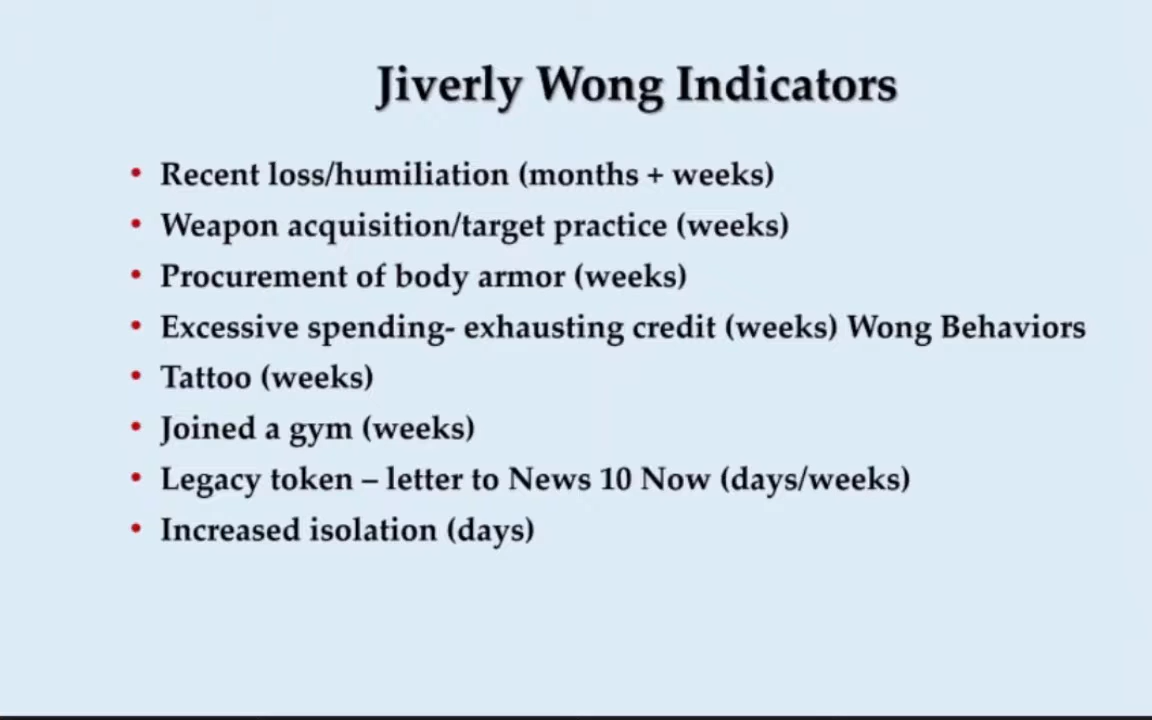 Jiverly Wong Indicators
• Recent loss/humiliation (months + weeks)
• Weapon acquisition/target practice (weeks)
• Procurement of body armor (weeks)
• Excessive spending- exhausting credit (weeks) Wong Behaviors
• Tattoo (weeks)
• Joined a gym (weeks)
• Legacy token – letter to News 10 Now (days/weeks)
• Increased isolation (days)